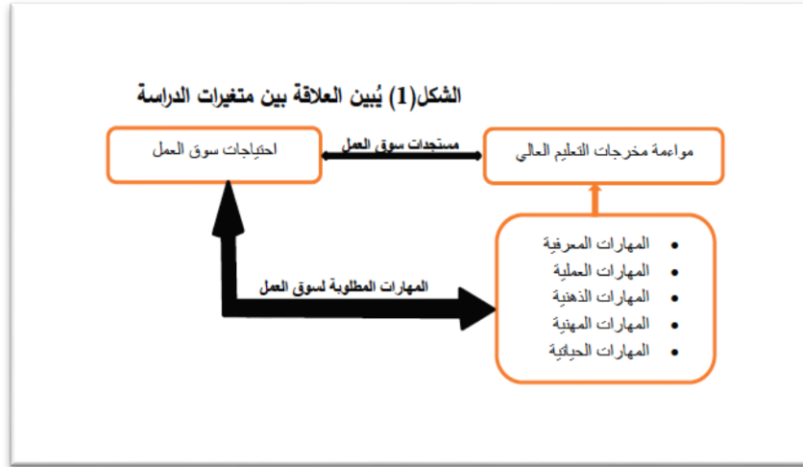 الشكل(1) يُبين العلاقة بين متغيرات الدراسة
مواءمة مخرجات التعليم العالي
مستجدات سوق العمل
احتياجات سوق العمل
• المهارات المعرفية
• المهارات العملية
• المهارات الذهنية
• المهارات المهنية
• المهارات الحياتية
المهارات المطلوبة لسوق العمل